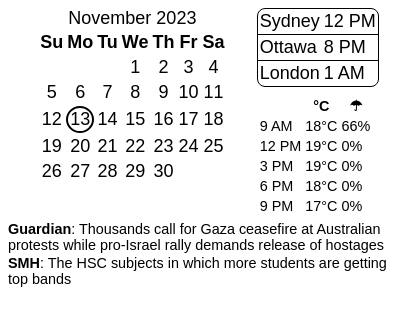 November 2023
Su Mo Tu We Th Fr Sa
1 2 3 4
5 6 7 8 9 10 11
12 13 14 15 16 17 18
19 20 21 22 23 24 25
26 27 28 29 30
Sydney 12 PM
Ottawa 8 PM
London 1 AM
°C ☂
9 AM 18°C 66%
12 PM 19°C 0%
3 PM 19°C 0%
6 PM 18°C 0%
9 PM 17°C 0%
Guardian: Thousands call for Gaza ceasefire at Australian
protests while pro-Israel rally demands release of hostages
SMH: The HSC subjects in which more students are getting
top bands